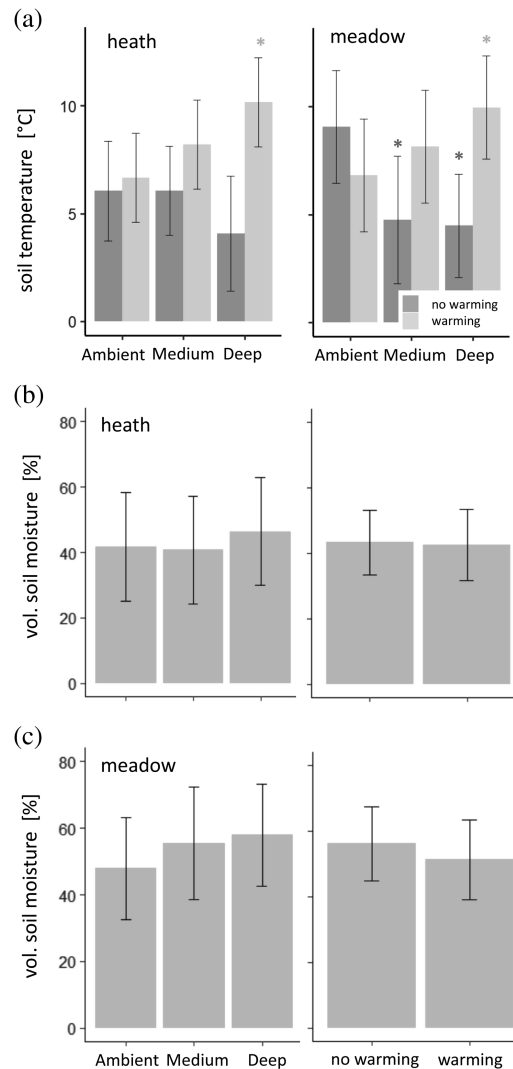 (a)
heath
meadow
*
*
*
*
soil temperature [°C]
10
5
0
no warming
warming
Ambient Medium Deep
Ambient Medium Deep
(b)
heath
vol. soil moisture [%]
80
60
40
20
0
(c)
meadow
vol. soil moisture [%]
80
60
40
20
0
Ambient Medium Deep
no warming warming